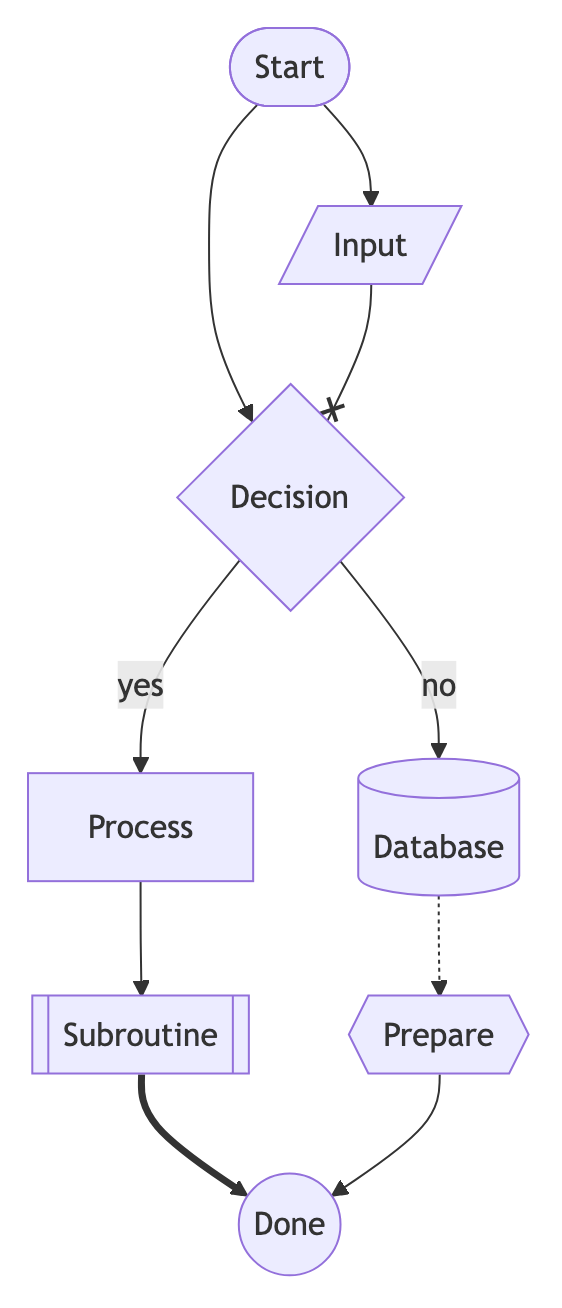 Start
Input
Decision
yes
no
Process
Database
Subroutine
Prepare
Done